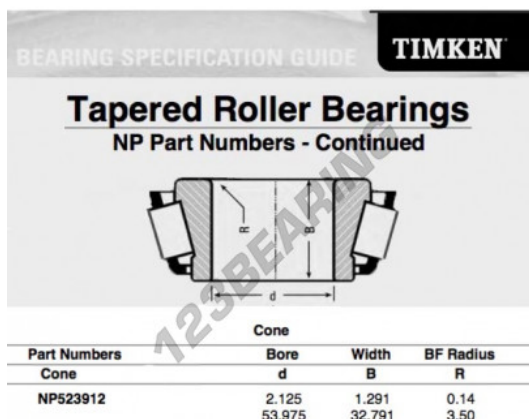 BEARING SPECIFICATION GUIDE
TIMKEN
Tapered Roller Bearings
NP Part Numbers - Continued
R
B
d
123BEARING
Cone
Part Numbers Bore Width BF Radius
Cone d B R
NP523912 2.125 1.291 0.14
53.975 32.791 3.50